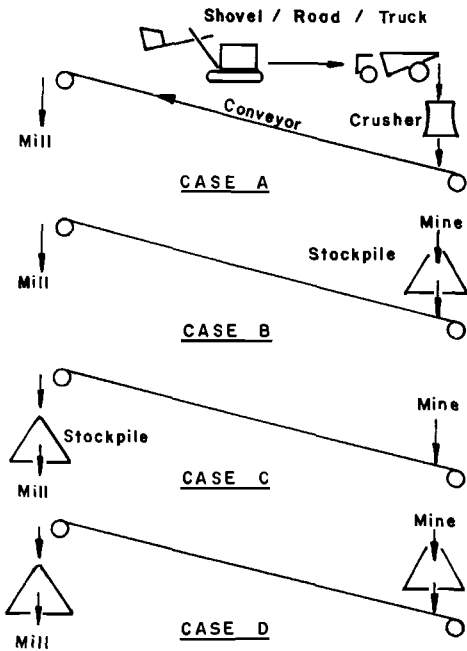 Shovel / Road / Truck
Conveyor
Crusher
Mill
CASE A
Mine
Stockpile
Mill
CASE B
Mine
Stockpile
Mill
CASE C
Mine
Mill
CASE D